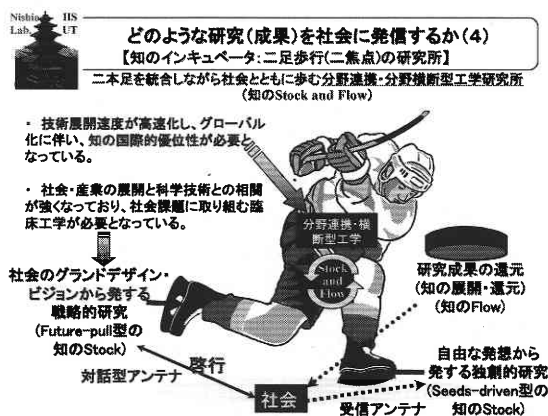 Nishio IIS
Lab. UT
どのような研究(成果)を社会に発信するか(4)
【知のインキュベータ:二足歩行(二焦点)の研究所】
二本足を統合しながら社会とともに歩む分野連携・分野横断型工学研究所
(知のStock and Flow)
・ 技術展開速度が高速化し、グローバル
化に伴い、知の国際的優位性が必要と
なっている。
・ 社会・産業の展開と科学技術との相関
が強くなっており、社会課題に取り組む臨
床工学が必要となっている。
分野連携・横
断型工学
Stock
and
Flow
社会のグランドデザイン・
ビジョンから発する
戦略的研究
(Future-pull型の
知のStock)
研究成果の還元
(知の展開・還元)
(知のFlow)
自由な発想から
発する独創的研究
(Seeds-driven型の
知のStock)
対話型アンテナ
啓行
社会
受信アンテナ